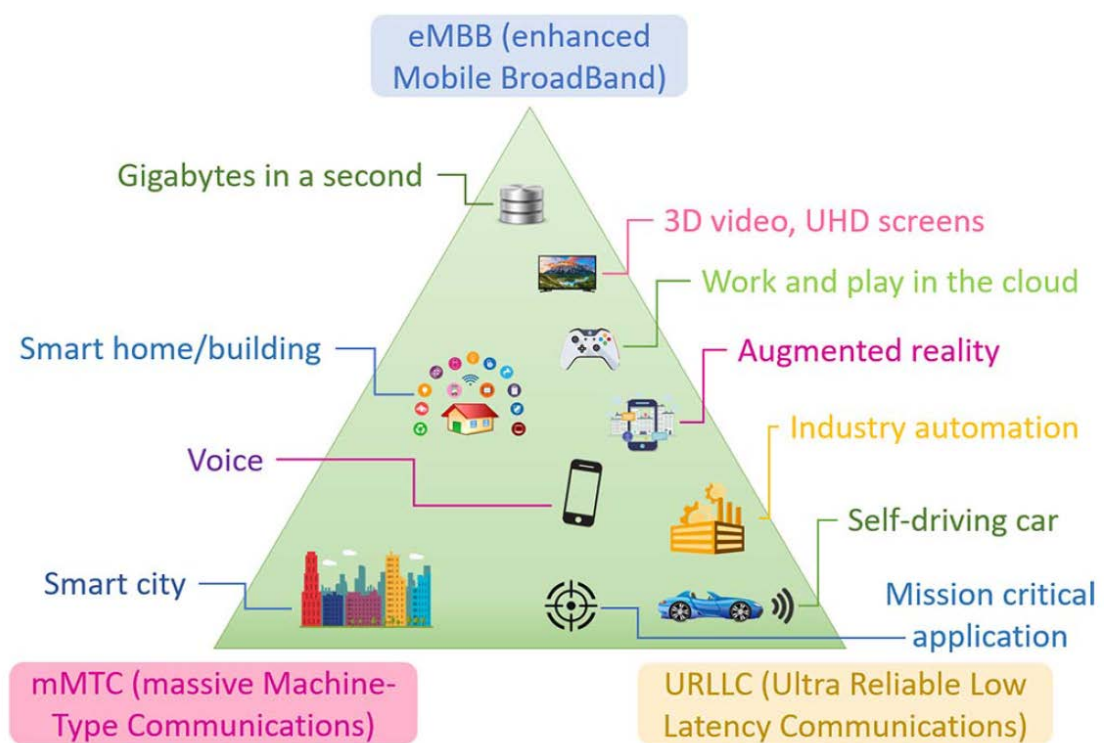 eMBB (enhanced
Mobile BroadBand)
Gigabytes in a second
3D video, UHD screens
Work and play in the cloud
Smart home/building
Augmented reality
Industry automation
Voice
Self-driving car
Smart city
Mission critical
application
mMTC (massive Machine-
Type Communications)
URLLC (Ultra Reliable Low
Latency Communications)